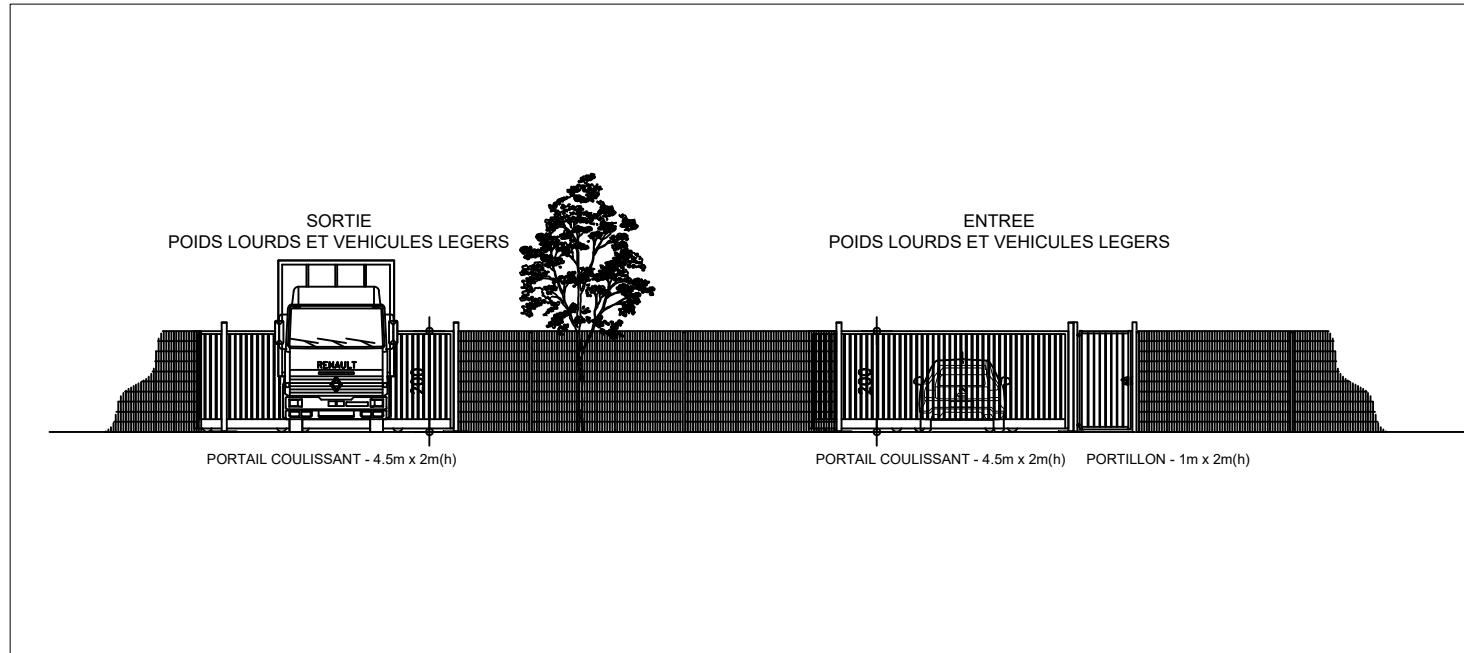 SORTIE
POIDS LOURDS ET VEHICULES LEGERS
ENTREE
POIDS LOURDS ET VEHICULES LEGERS
RENAULT
200
200
PORTAIL COULISSANT - 4.5m x 2m(h)
PORTAIL COULISSANT - 4.5m x 2m(h)
PORTILLON - 1m x 2m(h)